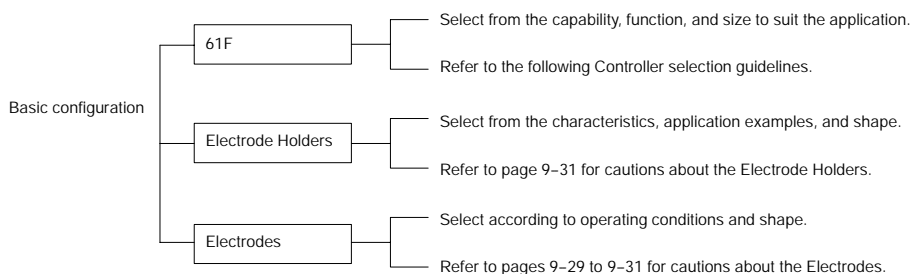 Basic configuration
61F
Select from the capability, function, and size to suit the application.
Refer to the following Controller selection guidelines.
Electrode Holders
Select from the characteristics, application examples, and shape.
Refer to page 9–31 for cautions about the Electrode Holders.
Electrodes
Select according to operating conditions and shape.
Refer to pages 9–29 to 9–31 for cautions about the Electrodes.